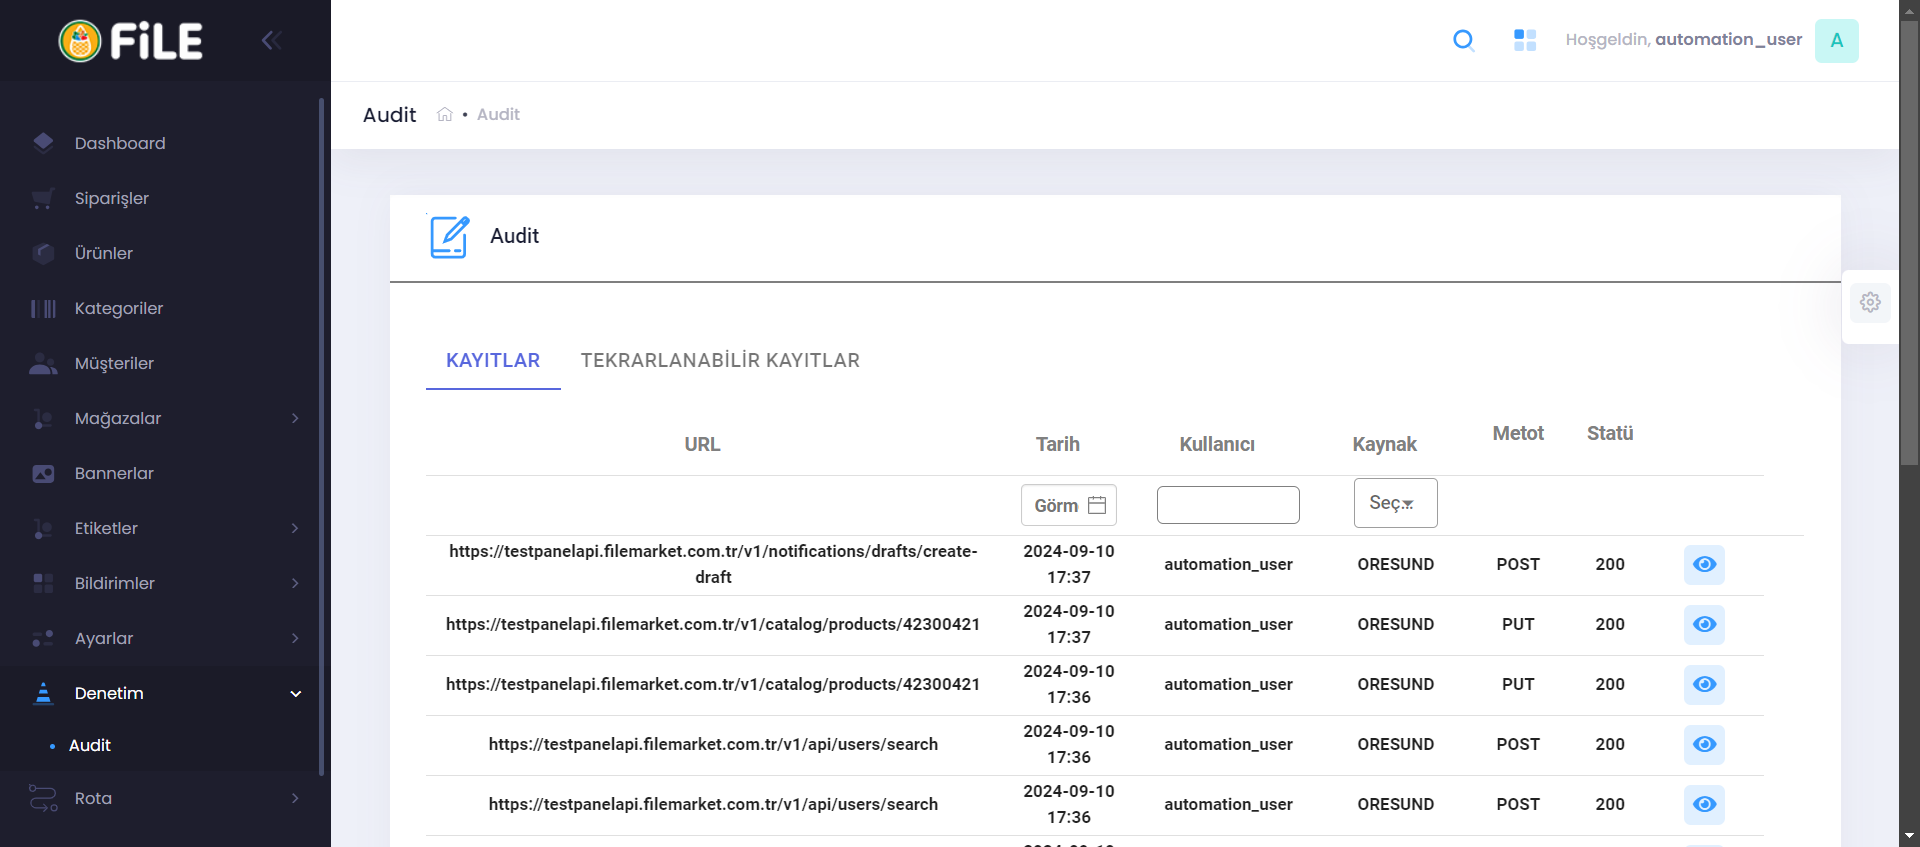 FİLE
Hoşgeldin, automation_user
A
Audit • Audit
Dashboard
Siparişler
Ürünler
Kategoriler
Müşteriler
Mağazalar
Bannerlar
Etiketler
Bildirimler
Ayarlar
Denetim
• Audit
Rota
Audit
KAYITLAR TEKRARLANABİLİR KAYITLAR
URL Tarih Kullanıcı Kaynak Metot Statü
Görm Seç...
https://testpanelapi.filemarket.com.tr/v1/notifications/drafts/create-
draft
2024-09-10
17:37
automation_user ORESUND POST 200
https://testpanelapi.filemarket.com.tr/v1/catalog/products/42300421
2024-09-10
17:37
automation_user ORESUND PUT 200
https://testpanelapi.filemarket.com.tr/v1/catalog/products/42300421
2024-09-10
17:36
automation_user ORESUND PUT 200
https://testpanelapi.filemarket.com.tr/v1/api/users/search
2024-09-10
17:36
automation_user ORESUND POST 200
https://testpanelapi.filemarket.com.tr/v1/api/users/search
2024-09-10
17:36
automation_user ORESUND POST 200